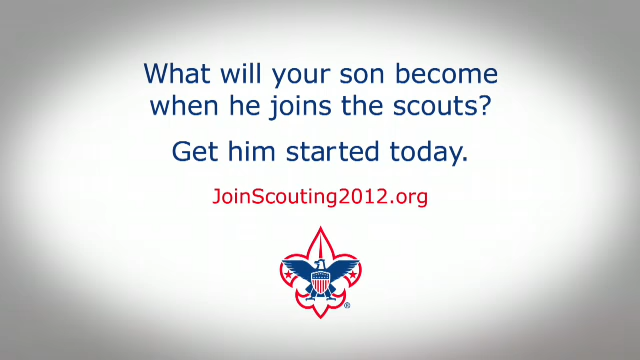 What will your son become
when he joins the scouts?
Get him started today.
JoinScouting2012.org
®